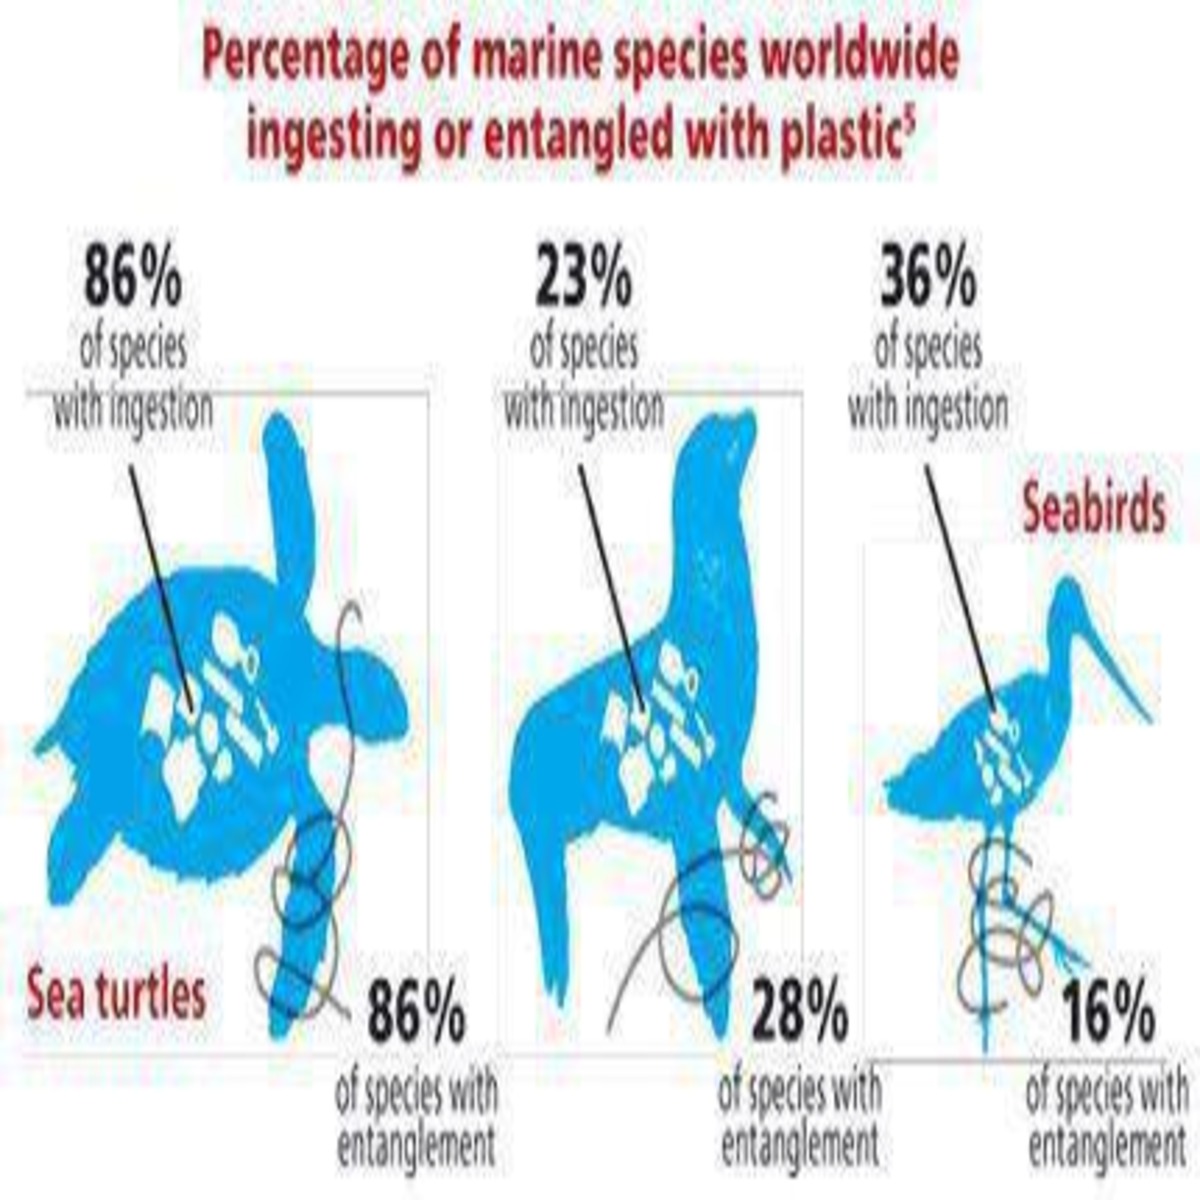 Percentage of marine species worldwide
ingesting or entangled with plastic⁵
86%
of species
with ingestion
23%
of species
with ingestion
36%
of species
with ingestion
Seabirds
Sea turtles
86%
of species with
entanglement
28%
of species with
entanglement
16%
of species with
entanglement